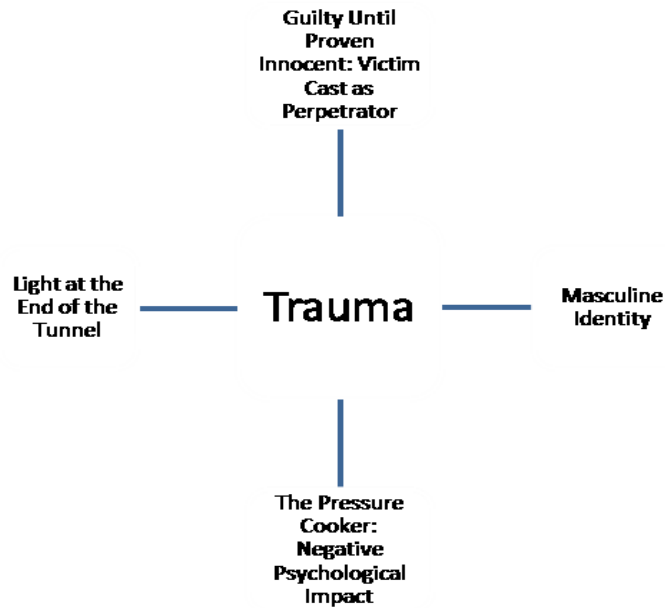 Guilty Until
Proven
Innocent: Victim
Cast as
Perpetrator
Light at the
End of the
Tunnel
Trauma
Masculine
Identity
The Pressure
Cooker:
Negative
Psychological
Impact